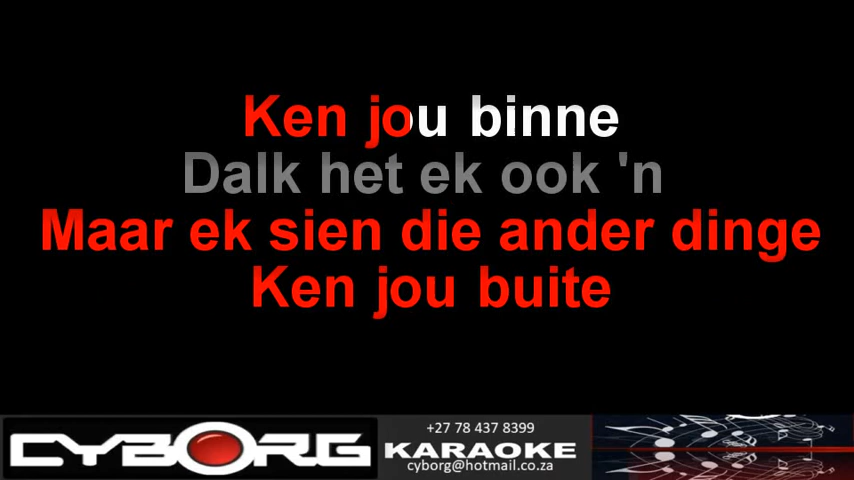 Ken jou binne
Dalk het ek ook 'n
Maar ek sien die ander dinge
Ken jou buite
CYBORG
+27 78 437 8399
KARAOKE
cyborg@hotmail.co.za